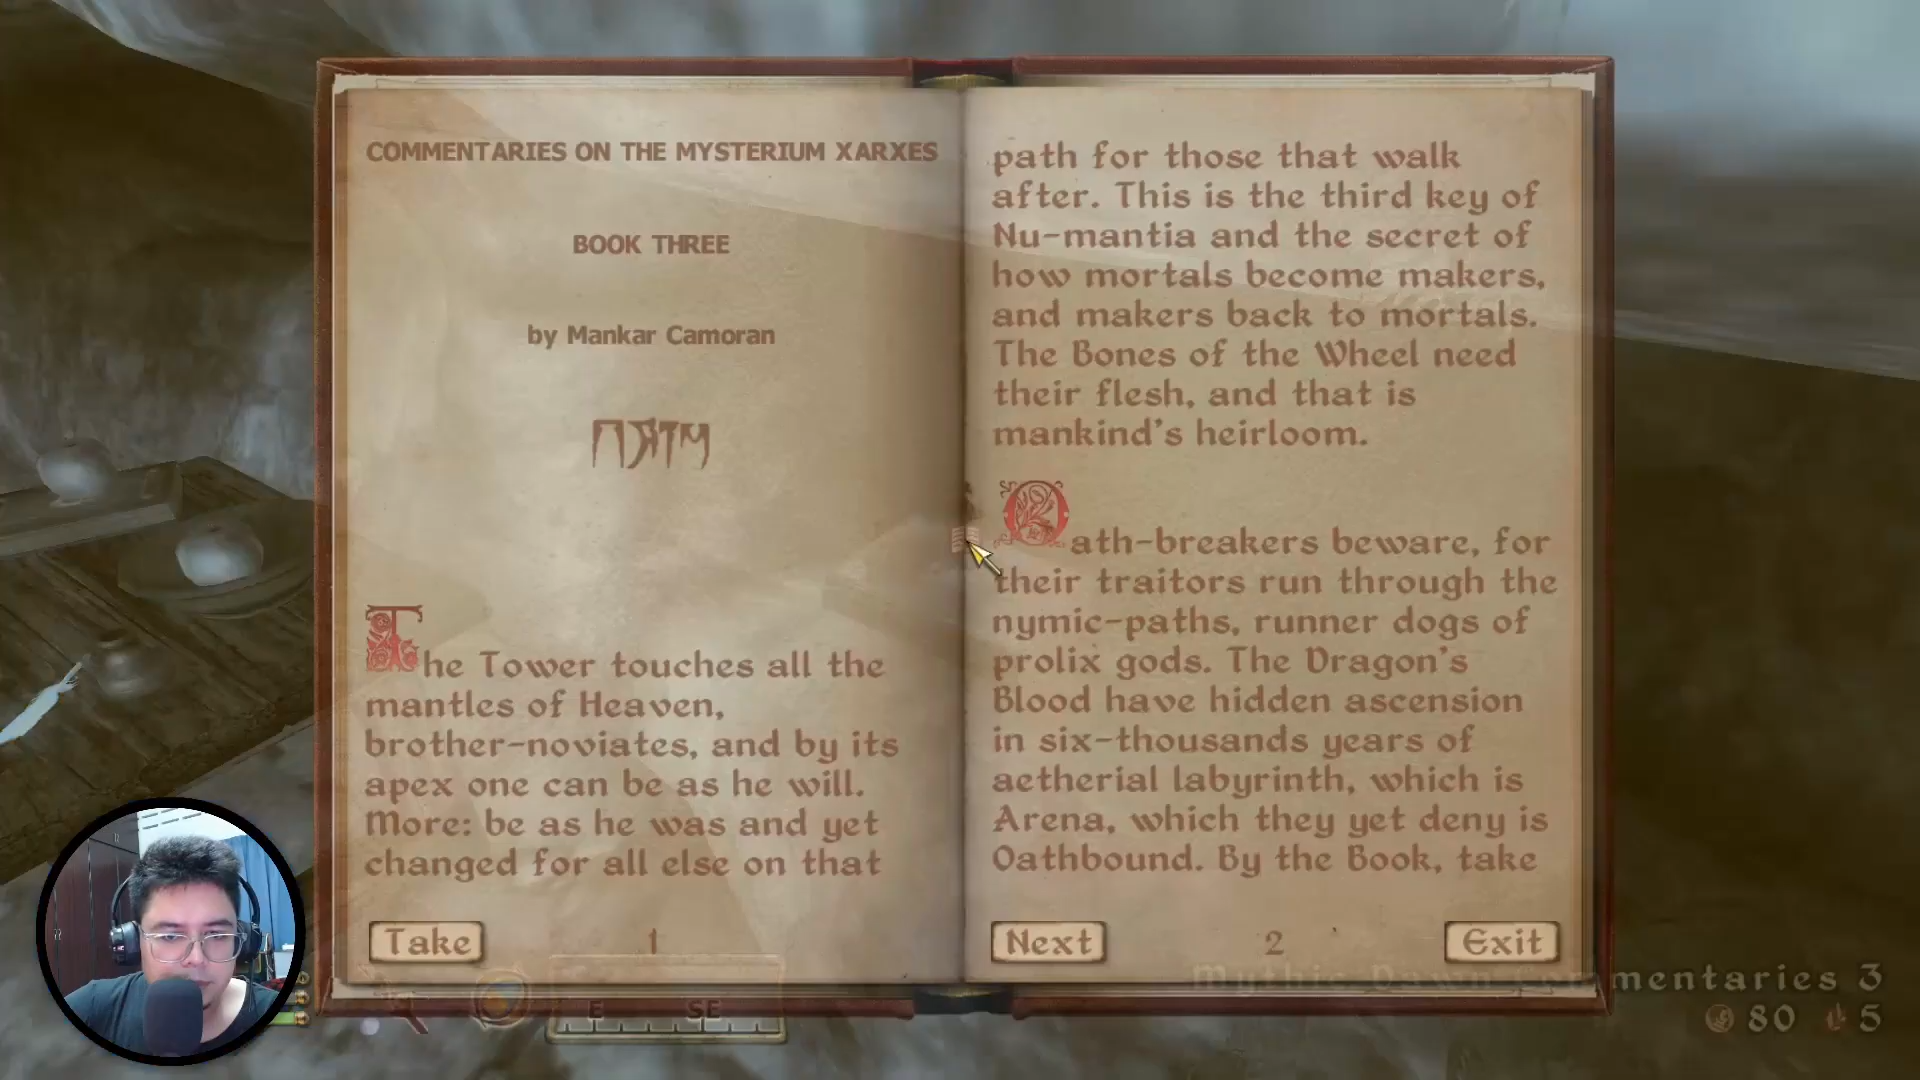 COMMENTARIES ON THE MYSTERIUM XARXES
BOOK THREE
by Mankar Camoran
The Tower touches all the
mantles of Heaven,
brother-noviates, and by its
apex one can be as he will.
More: be as he was and yet
changed for all else on that
Take
1
path for those that walk
after. This is the third key of
Nu-mantia and the secret of
how mortals become makers,
and makers back to mortals.
The Bones of the Wheel need
their flesh, and that is
mankind's heirloom.
Oath-breakers beware, for
their traitors run through the
nymic-paths, runner dogs of
prolix gods. The Dragon's
Blood have hidden ascension
in six-thousands years of
aetherial labyrinth, which is
Arena, which they yet deny is
Oathbound. By the Book, take
Next
2
Exit
E SE
Mythic Dawn Commentaries 3
80 5